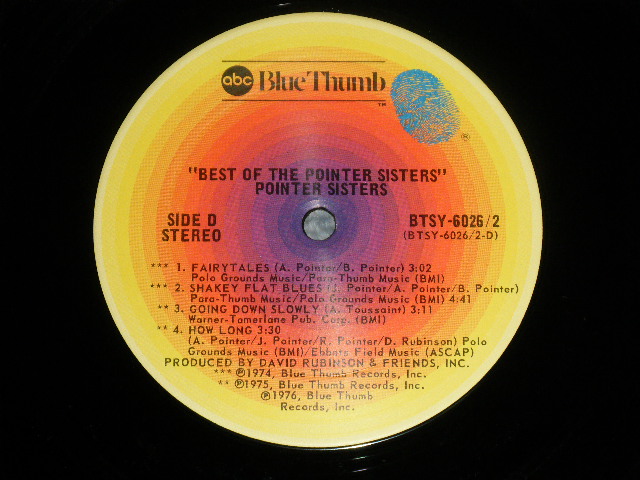 abc Blue Thumb ™
®
"BEST OF THE POINTER SISTERS"
POINTER SISTERS
SIDE D
STEREO
BTSY-6026/2
(BTSY-6026/2-D)
*** 1. FAIRYTALES (A. Pointer/B. Pointer) 3:02
Polo Grounds Music/Para-Thumb Music (BMI)
*** 2. SHAKEY FLAT BLUES (J. Pointer/A. Pointer/B. Pointer)
Para-Thumb Music/Polo Grounds Music (BMI) 4:41
** 3. GOING DOWN SLOWLY (A. Toussaint) 3:11
Warner-Tamerlane Pub. Corp. (BMI)
** 4. HOW LONG 3:30
(A. Pointer/J. Pointer/R. Pointer/D. Rubinson) Polo
Grounds Music (BMI)/Ebbets Field Music (ASCAP)
PRODUCED BY DAVID RUBINSON & FRIENDS, INC.
*** ℗1974, Blue Thumb Records, Inc.
** ℗1975, Blue Thumb Records, Inc.
℗1976, Blue Thumb
Records, Inc.